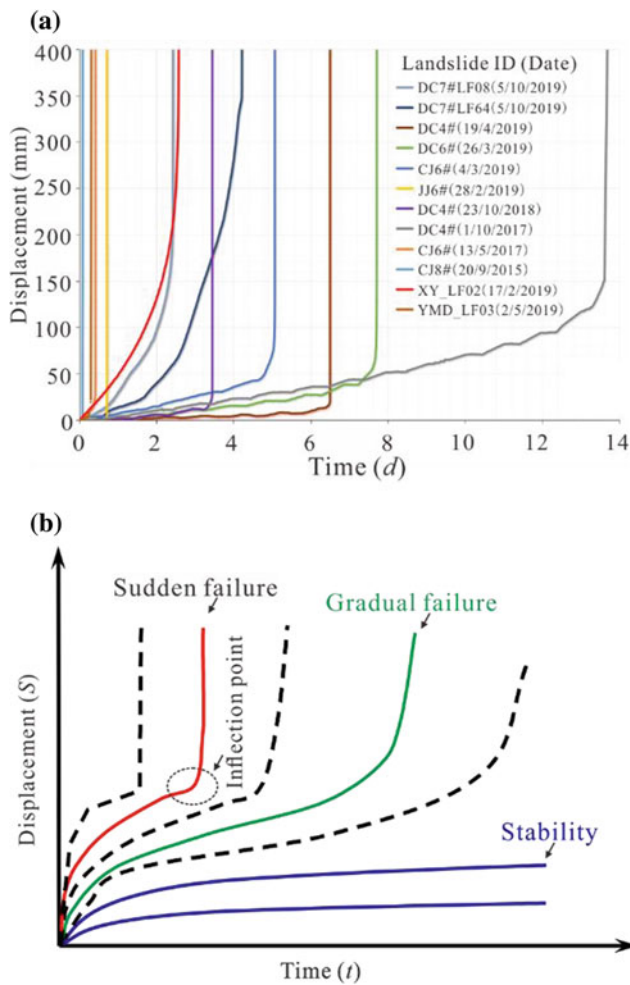 (a)
400
350
300
250
200
150
100
50
0
Displacement (mm)
Landslide ID (Date)
DC7#LF08(5/10/2019)
DC7#LF64(5/10/2019)
DC4#(19/4/2019)
DC6#(26/3/2019)
CJ6#(4/3/2019)
JJ6#(28/2/2019)
DC4#(23/10/2018)
DC4#(1/10/2017)
CJ6#(13/5/2017)
CJ8#(20/9/2015)
XY_LF02(17/2/2019)
YMD_LF03(2/5/2019)
0 2 4 6 8 10 12 14
Time (d)
(b)
Sudden failure
Gradual failure
Inflection point
Stability
Displacement (S)
Time (t)